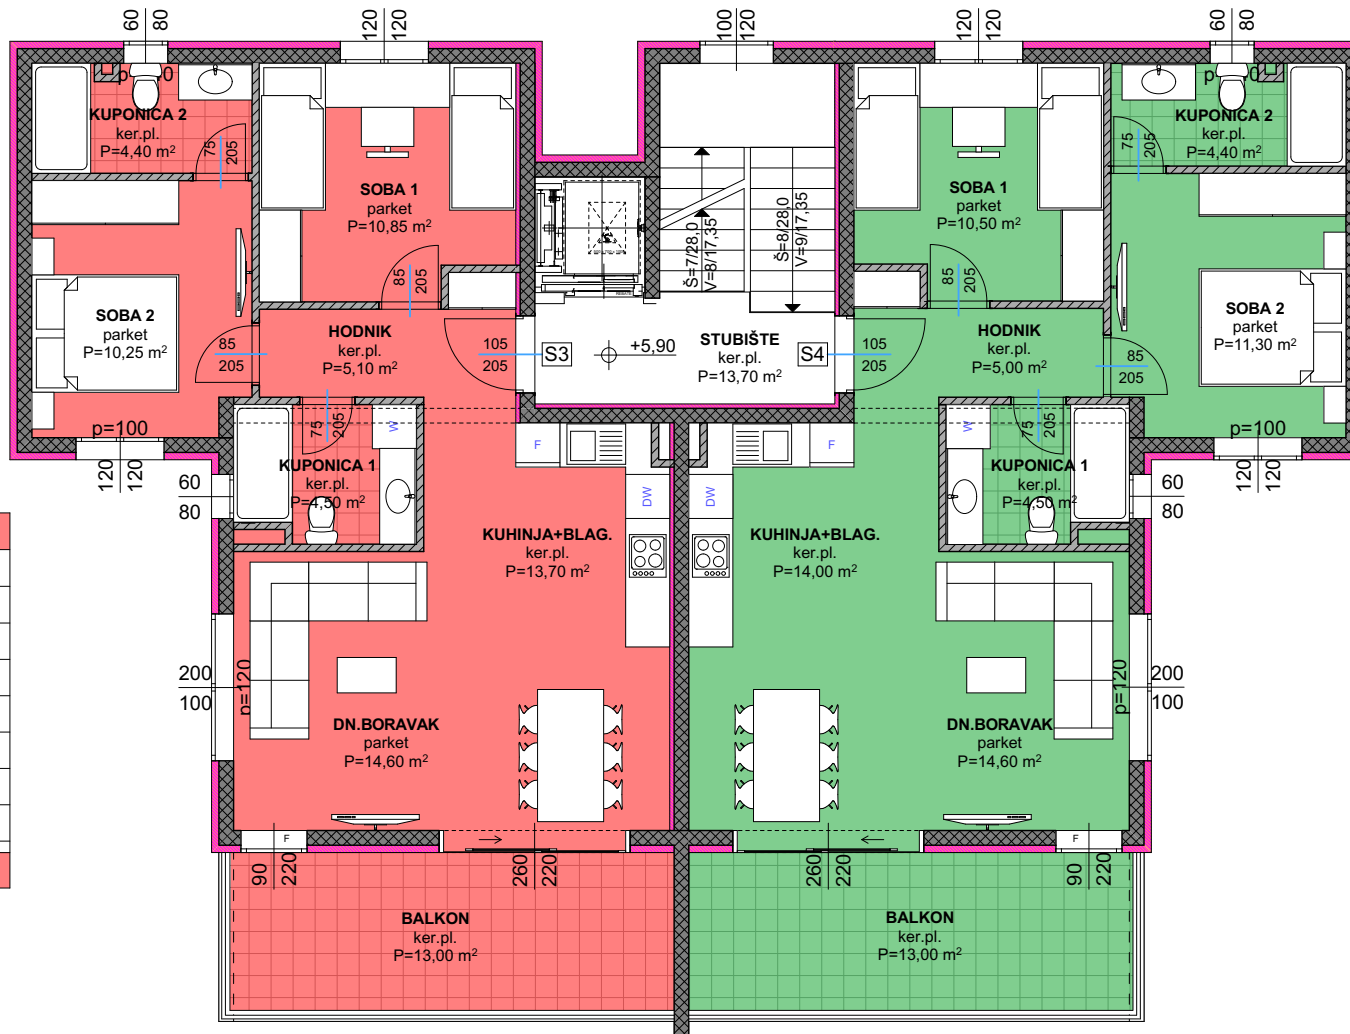 60
80
120
120
100
120
120
120
60
80
KUPONICA 2
ker.pl.
P=4,40 m²
75
205
SOBA 1
parket
P=10,85 m²
85
205
SOBA 2
parket
P=10,25 m²
85
205
HODNIK
ker.pl.
P=5,10 m²
105
205
S3
+5,90
STUBIŠTE
ker.pl.
P=13,70 m²
Š=7/28,0
V=8/17,35
Š=8/28,0
V=9/17,35
S4
105
205
SOBA 1
parket
P=10,50 m²
85
205
HODNIK
ker.pl.
P=5,00 m²
KUPONICA 2
ker.pl.
P=4,40 m²
75
205
SOBA 2
parket
P=11,30 m²
85
205
p=100
120
120
p=100
120
120
75
205
W
KUPONICA 1
ker.pl.
P=4,50 m²
60
80
F
DW
KUHINJA+BLAG.
ker.pl.
P=13,70 m²
F
DW
KUHINJA+BLAG.
ker.pl.
P=14,00 m²
W
75
205
KUPONICA 1
ker.pl.
P=4,50 m²
60
80
200
100
p=120
DN.BORAVAK
parket
P=14,60 m²
DN.BORAVAK
parket
P=14,60 m²
p=120
200
100
F
90
220
260
220
260
220
F
90
220
BALKON
ker.pl.
P=13,00 m²
BALKON
ker.pl.
P=13,00 m²